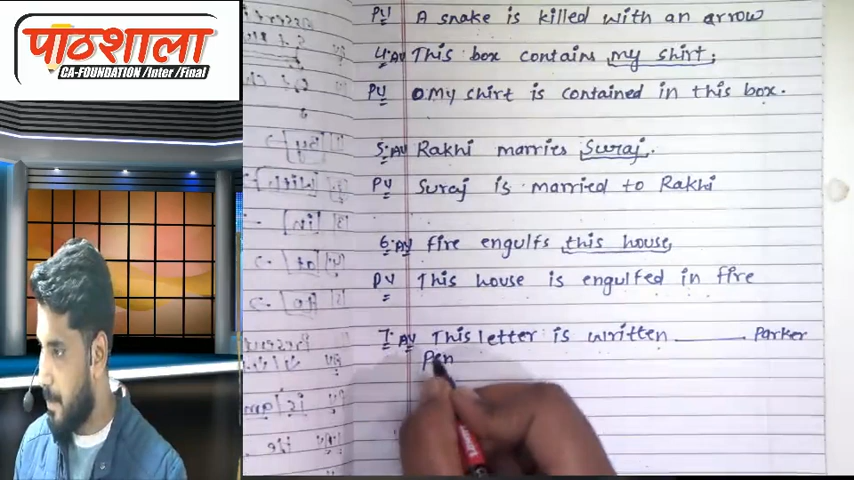 पाठशाला
CA-FOUNDATION /Inter /Final
PV A snake is killed with an arrow
4. AV This box contains my shirt.
PV My shirt is contained in this box.
5. AV Rakhi marries Suraj.
PV Suraj is married to Rakhi
6. AV fire engulfs this house
PV This house is engulfed in fire
7. AV This letter is written ______ Parker
Pen